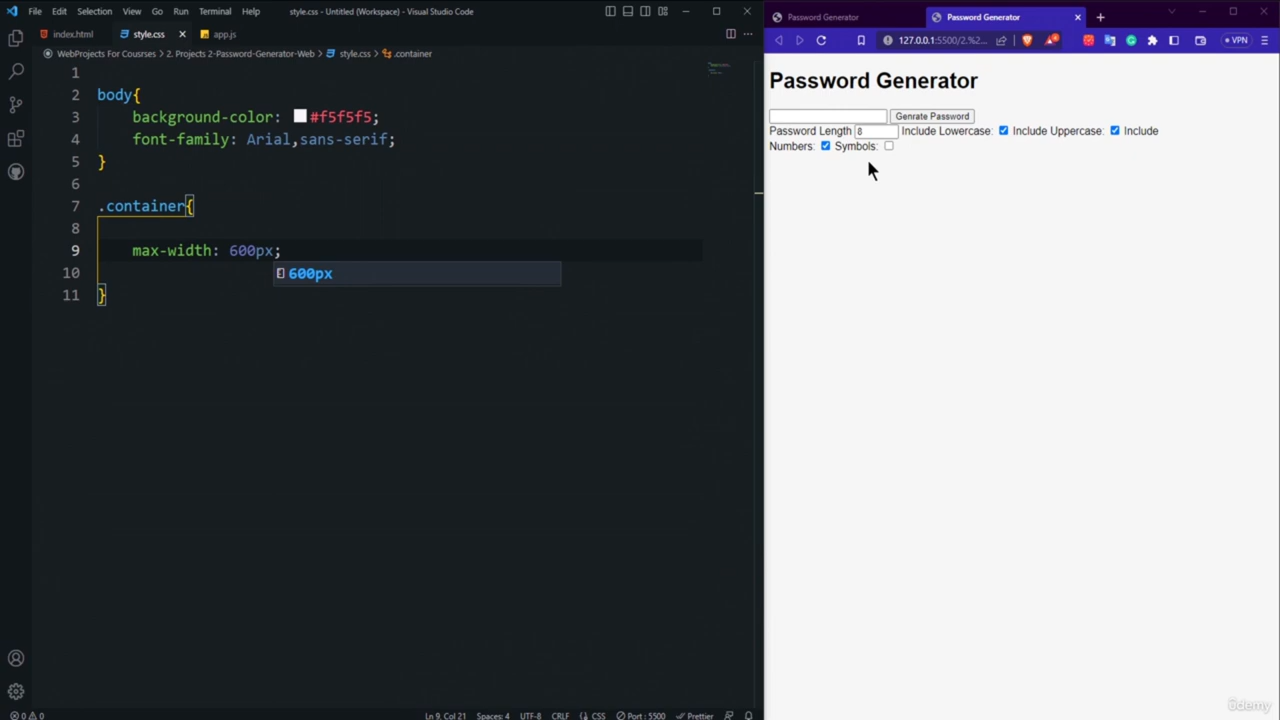 File Edit Selection View Go Run Terminal Help
style.css - Untitled (Workspace) - Visual Studio Code
index.html
style.css
app.js
WebProjects For Courses > 2. Projects 2-Password-Generator-Web > style.css > .container
1
2 body{
3 background-color: #f5f5f5;
4 font-family: Arial,sans-serif;
5 }
6
7 .container{
8
9 max-width: 600px;
600px
10
11 }
0 0
Ln 9, Col 21 Spaces: 4 UTF-8 CRLF CSS Port : 5500 Prettier
Password Generator
Password Generator
127.0.0.1:5500/2.%2...
VPN
Password Generator
Genrate Password
Password Length 8 Include Lowercase: Include Uppercase: Include
Numbers: Symbols:
ûdemy